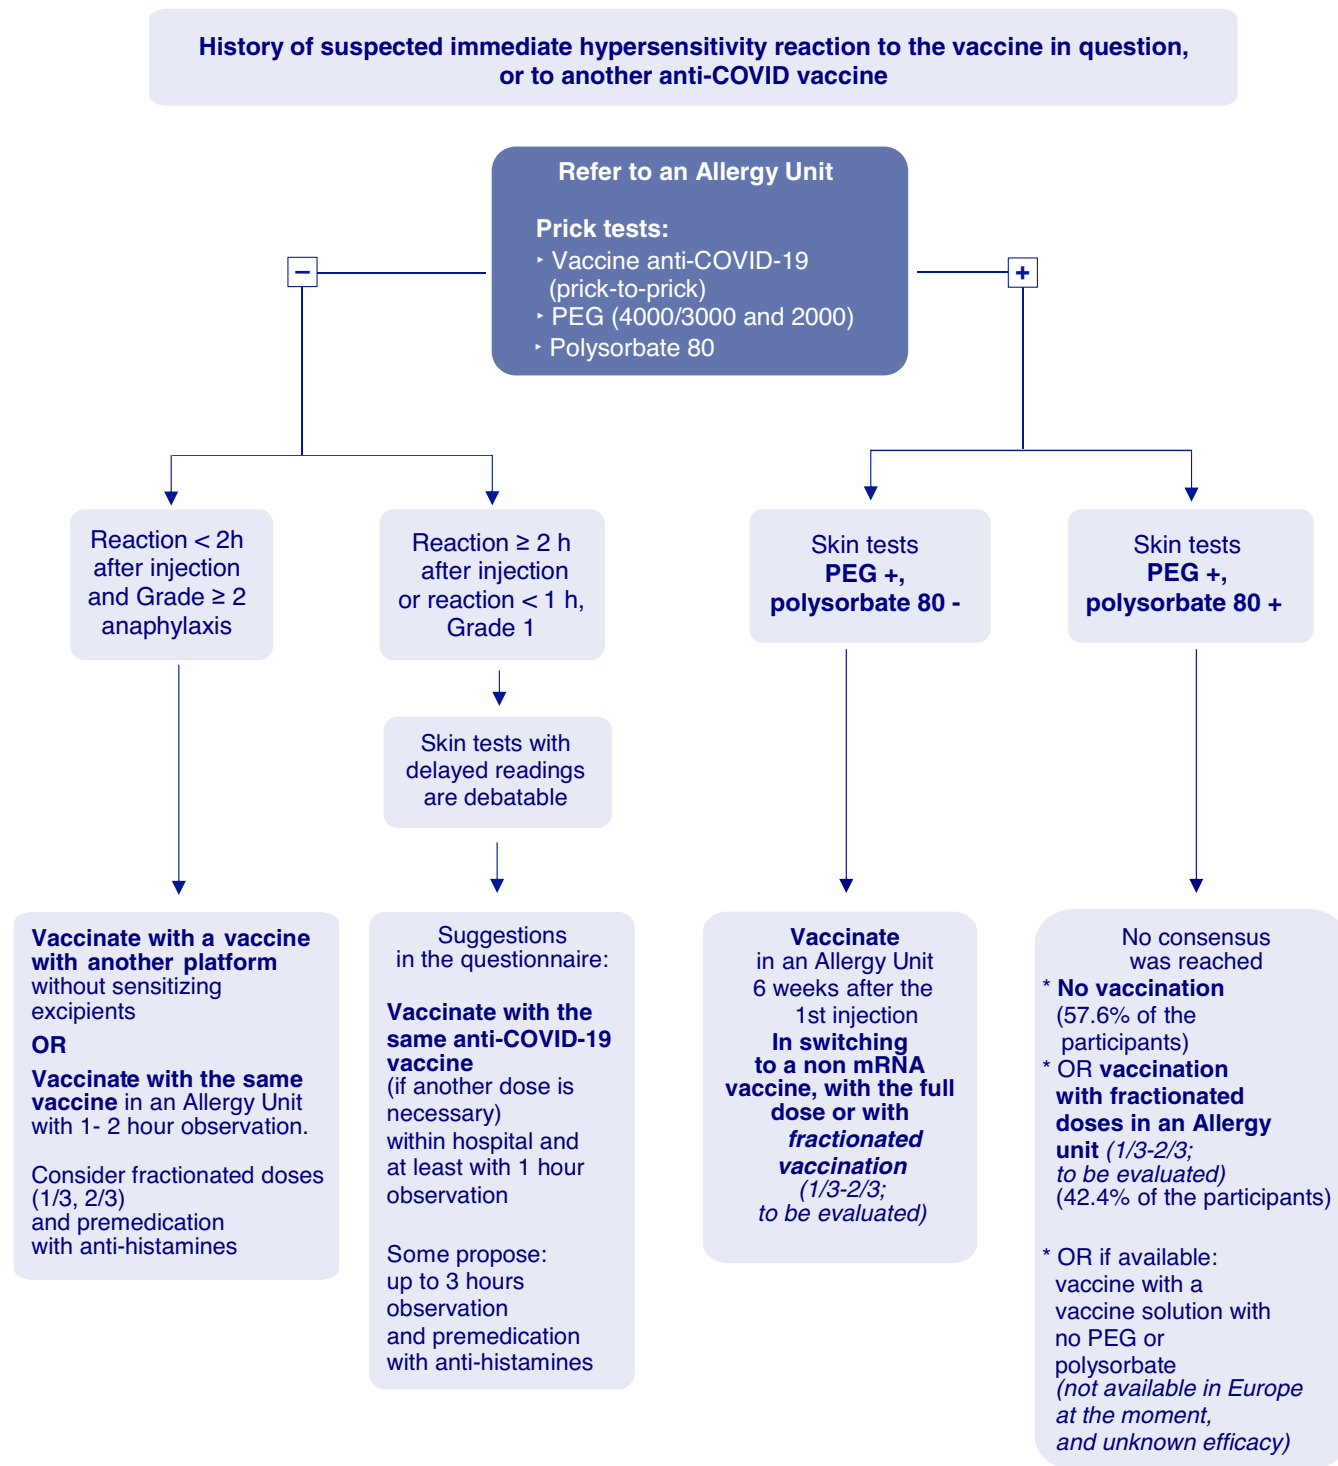 History of suspected immediate hypersensitivity reaction to the vaccine in question,
or to another anti-COVID vaccine
Refer to an Allergy Unit
Prick tests:
‣ Vaccine anti-COVID-19
(prick-to-prick)
‣ PEG (4000/3000 and 2000)
‣ Polysorbate 80
−
+
Reaction < 2h
after injection
and Grade ≥ 2
anaphylaxis
Reaction ≥ 2 h
after injection
or reaction < 1 h,
Grade 1
Skin tests
PEG +,
polysorbate 80 -
Skin tests
PEG +,
polysorbate 80 +
Skin tests with
delayed readings
are debatable
Vaccinate with a vaccine
with another platform
without sensitizing
excipients
OR
Vaccinate with the same
vaccine in an Allergy Unit
with 1- 2 hour observation.
Consider fractionated doses
(1/3, 2/3)
and premedication
with anti-histamines
Suggestions
in the questionnaire:
Vaccinate with the
same anti-COVID-19
vaccine
(if another dose is
necessary)
within hospital and
at least with 1 hour
observation
Some propose:
up to 3 hours
observation
and premedication
with anti-histamines
Vaccinate
in an Allergy Unit
6 weeks after the
1st injection
In switching
to a non mRNA
vaccine, with the full
dose or with
fractionated
vaccination
(1/3-2/3;
to be evaluated)
No consensus
was reached
* No vaccination
(57.6% of the
participants)
* OR vaccination
with fractionated
doses in an Allergy
unit (1/3-2/3;
to be evaluated)
(42.4% of the participants)
* OR if available:
vaccine with a
vaccine solution with
no PEG or
polysorbate
(not available in Europe
at the moment,
and unknown efficacy)